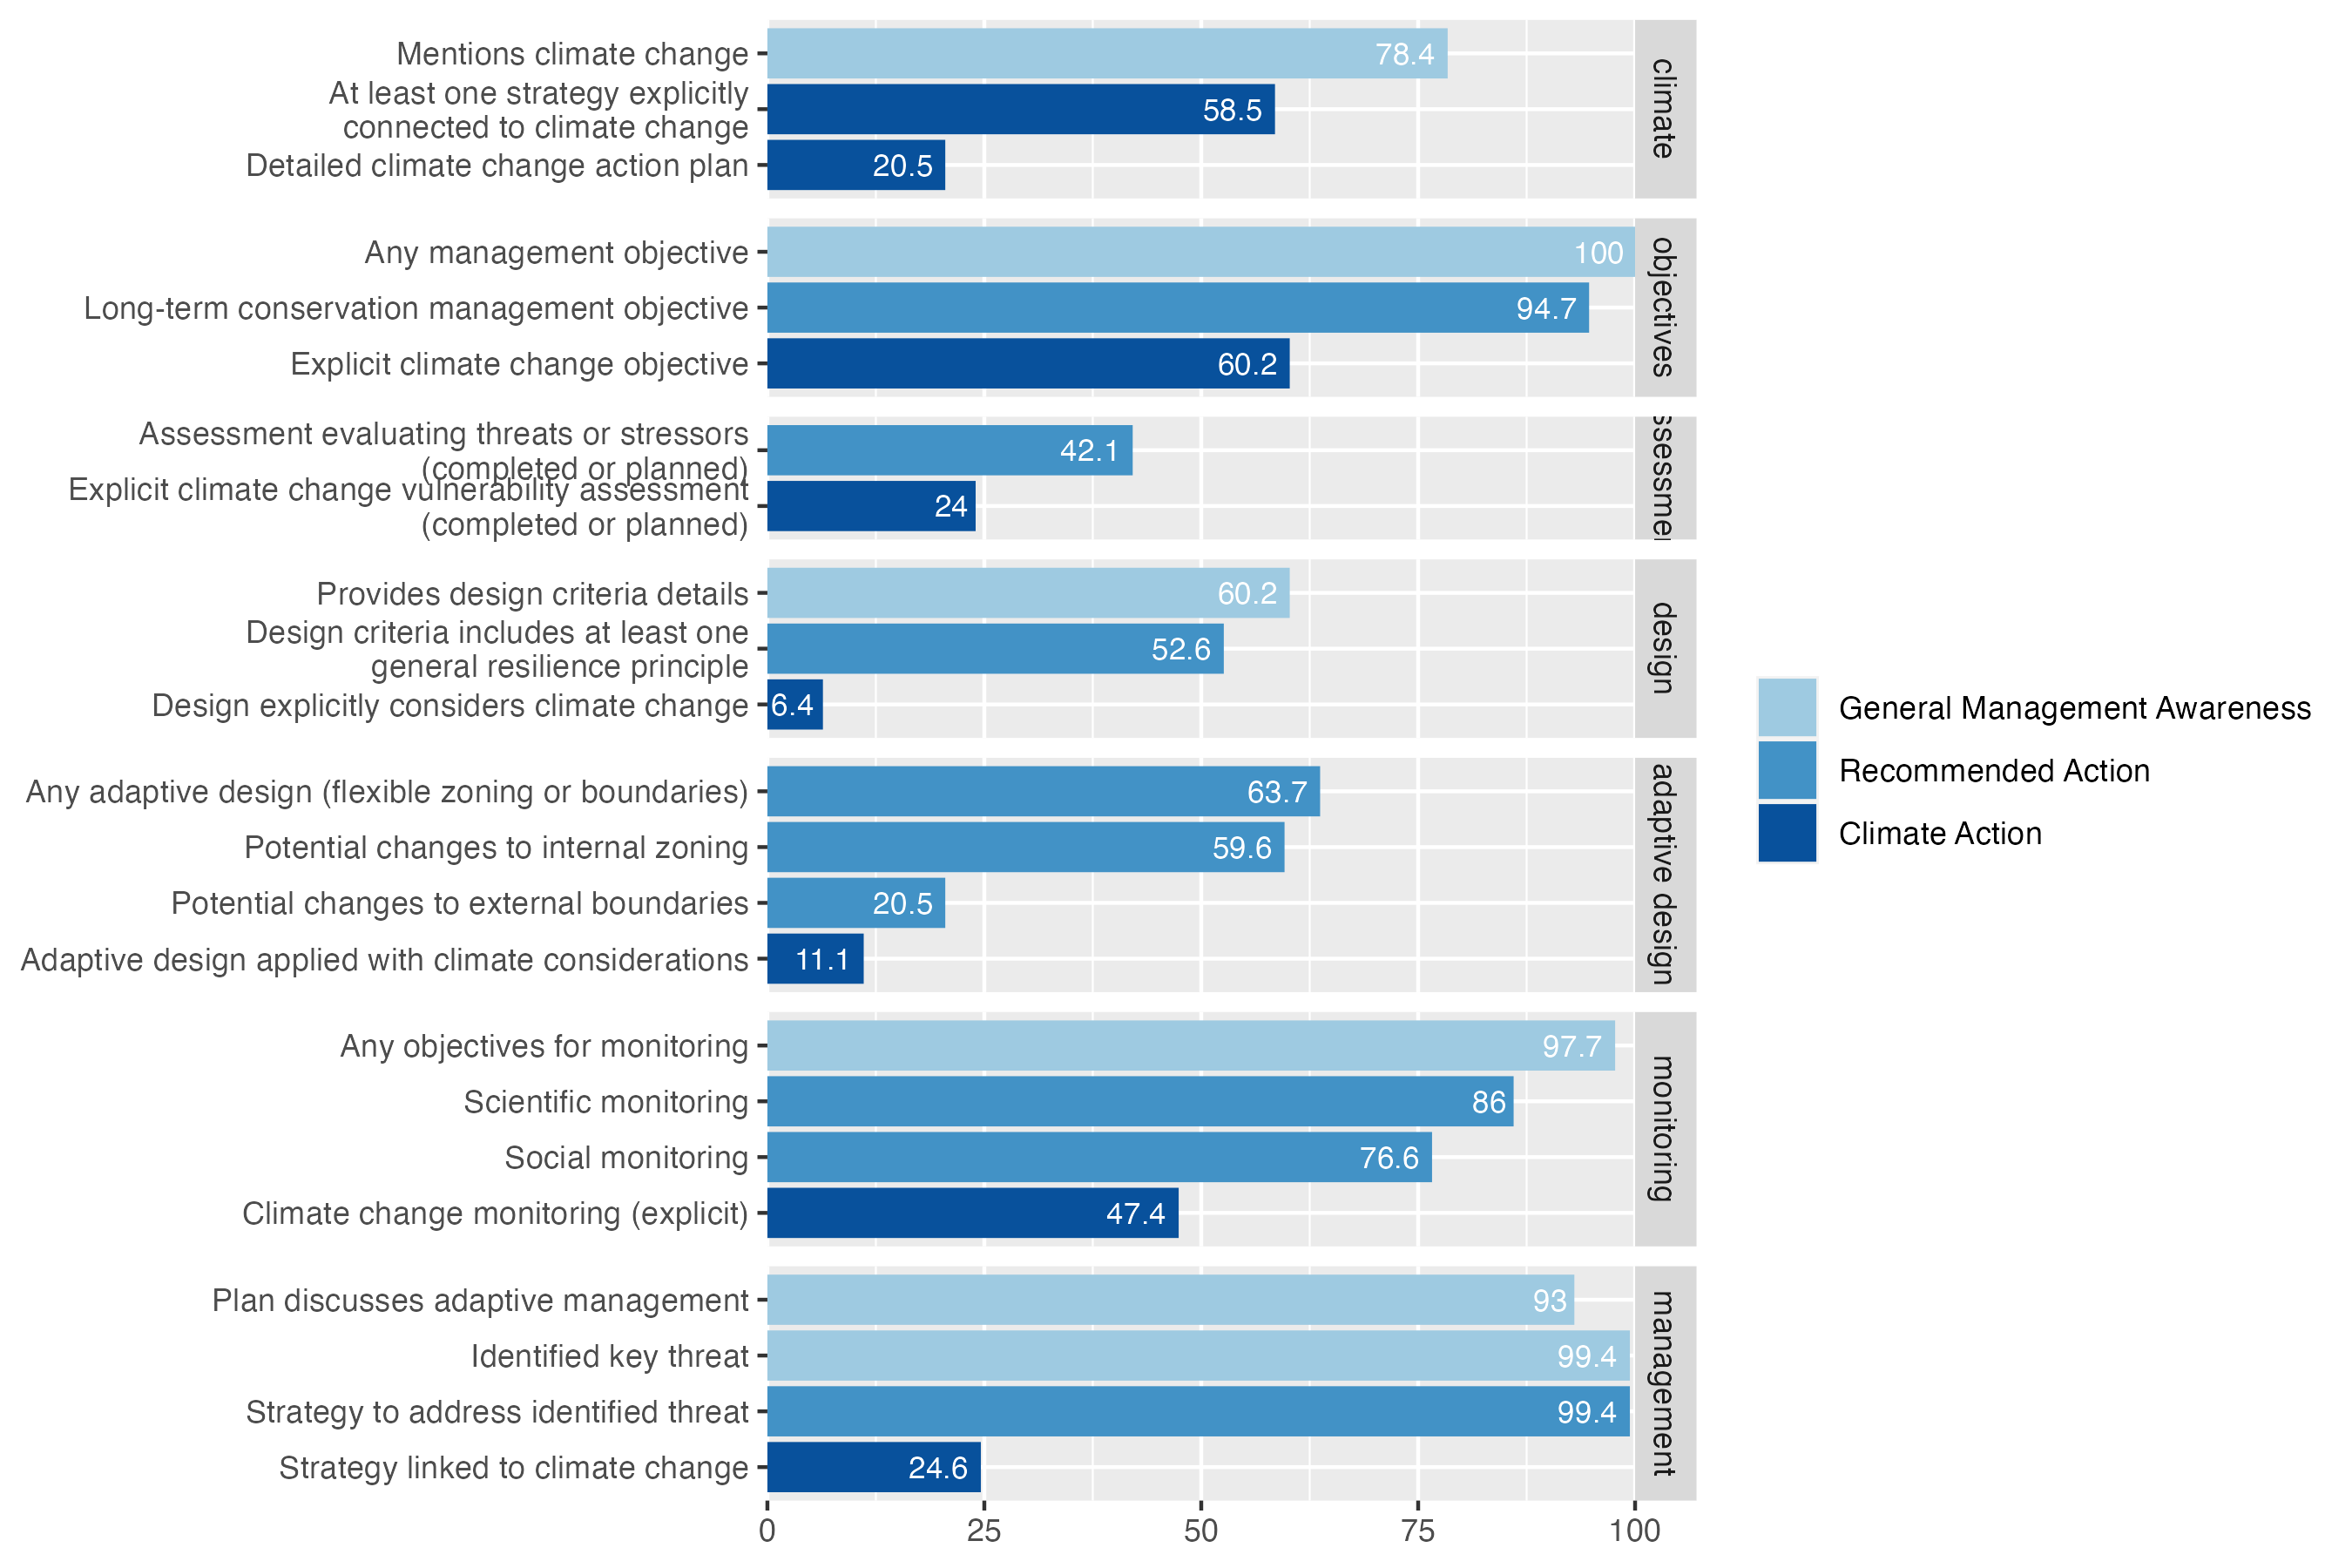 Mentions climate change
78.4
At least one strategy explicitly
connected to climate change
58.5
Detailed climate change action plan
20.5
climate
Any management objective
100
Long-term conservation management objective
94.7
Explicit climate change objective
60.2
objectives
Assessment evaluating threats or stressors
(completed or planned)
42.1
Explicit climate change vulnerability assessment
(completed or planned)
24
ssessme
Provides design criteria details
60.2
Design criteria includes at least one
general resilience principle
52.6
Design explicitly considers climate change
6.4
design
Any adaptive design (flexible zoning or boundaries)
63.7
Potential changes to internal zoning
59.6
Potential changes to external boundaries
20.5
Adaptive design applied with climate considerations
11.1
adaptive design
Any objectives for monitoring
97.7
Scientific monitoring
86
Social monitoring
76.6
Climate change monitoring (explicit)
47.4
monitoring
Plan discusses adaptive management
93
Identified key threat
99.4
Strategy to address identified threat
99.4
Strategy linked to climate change
24.6
management
0 25 50 75 100
General Management Awareness
Recommended Action
Climate Action